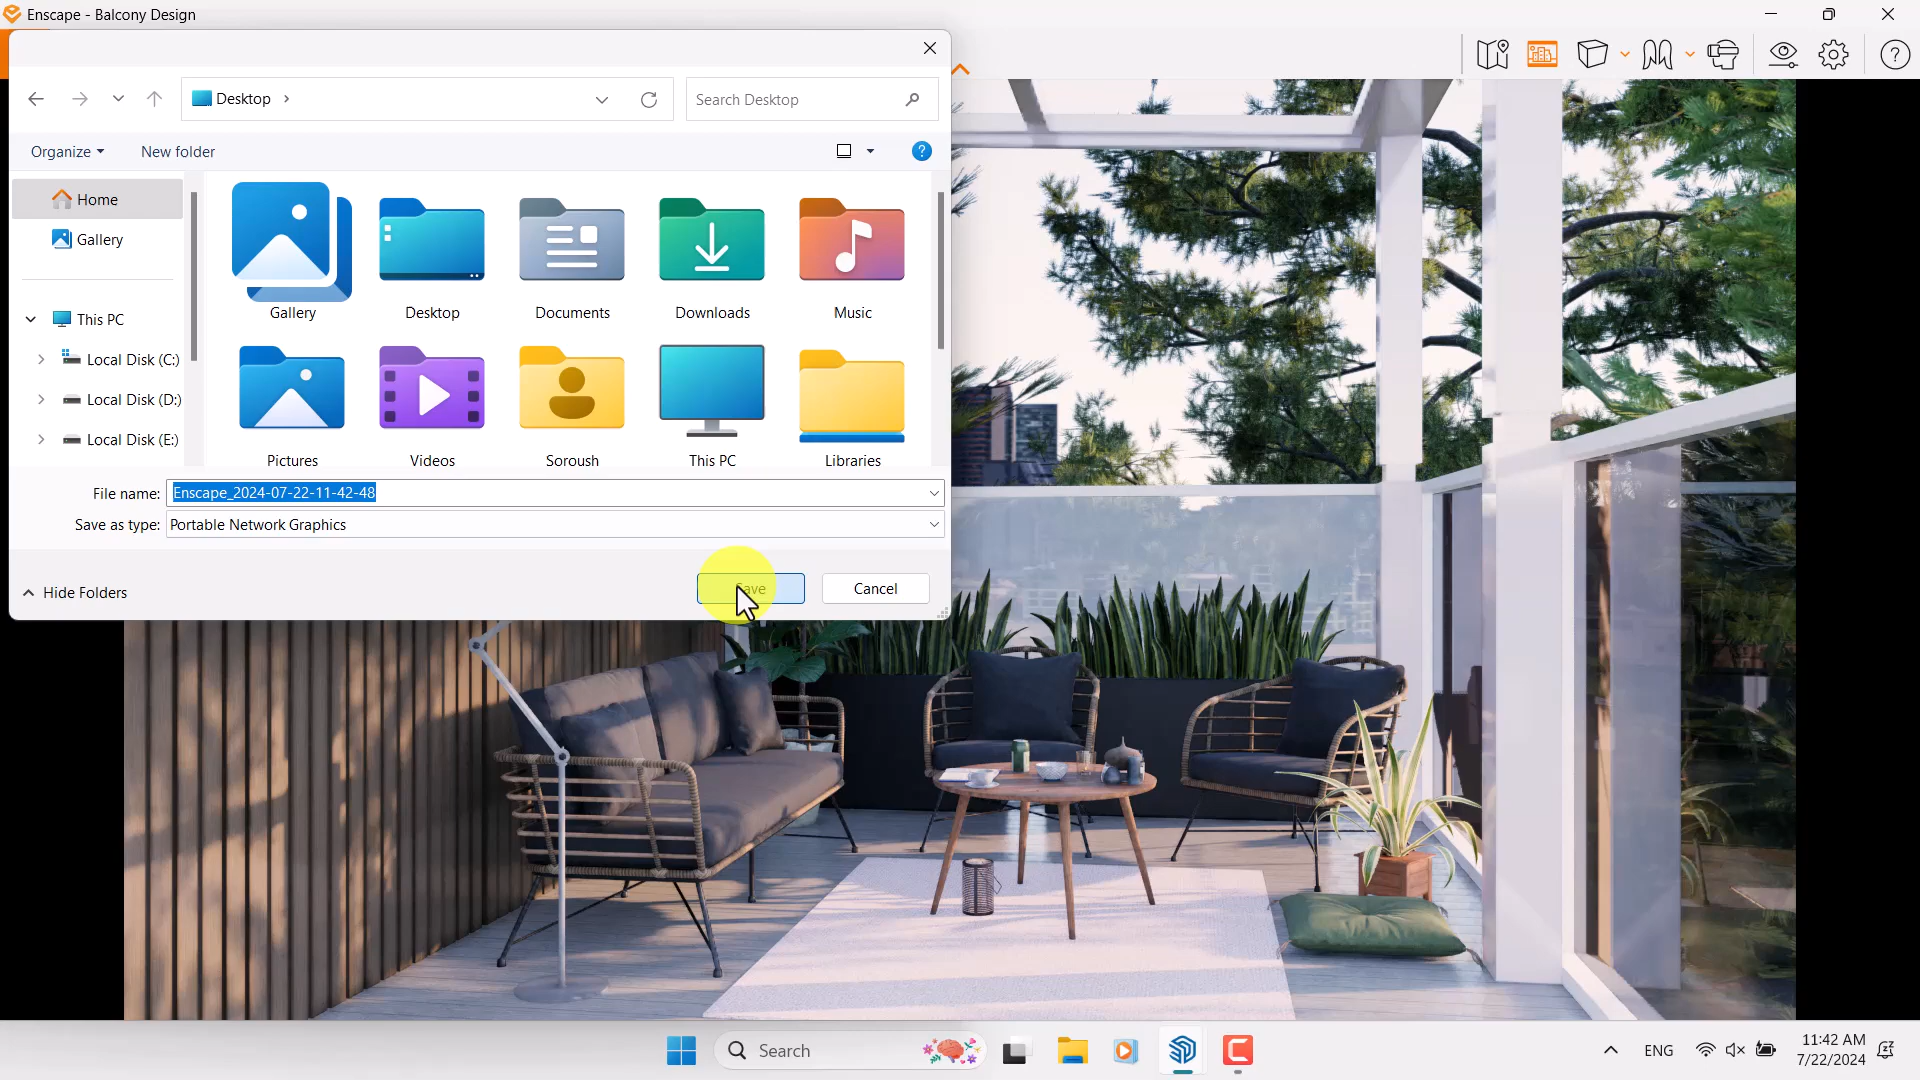 Enscape - Balcony Design
Desktop
Search Desktop
Organize
New folder
Home
Gallery
This PC
Local Disk (C:)
Local Disk (D:)
Local Disk (E:)
Gallery
Desktop
Documents
Downloads
Music
Pictures
Videos
Soroush
This PC
Libraries
File name: Enscape_2024-07-22-11-42-48
Save as type: Portable Network Graphics
Hide Folders
Save
Cancel
Search
ENG
11:42 AM
7/22/2024